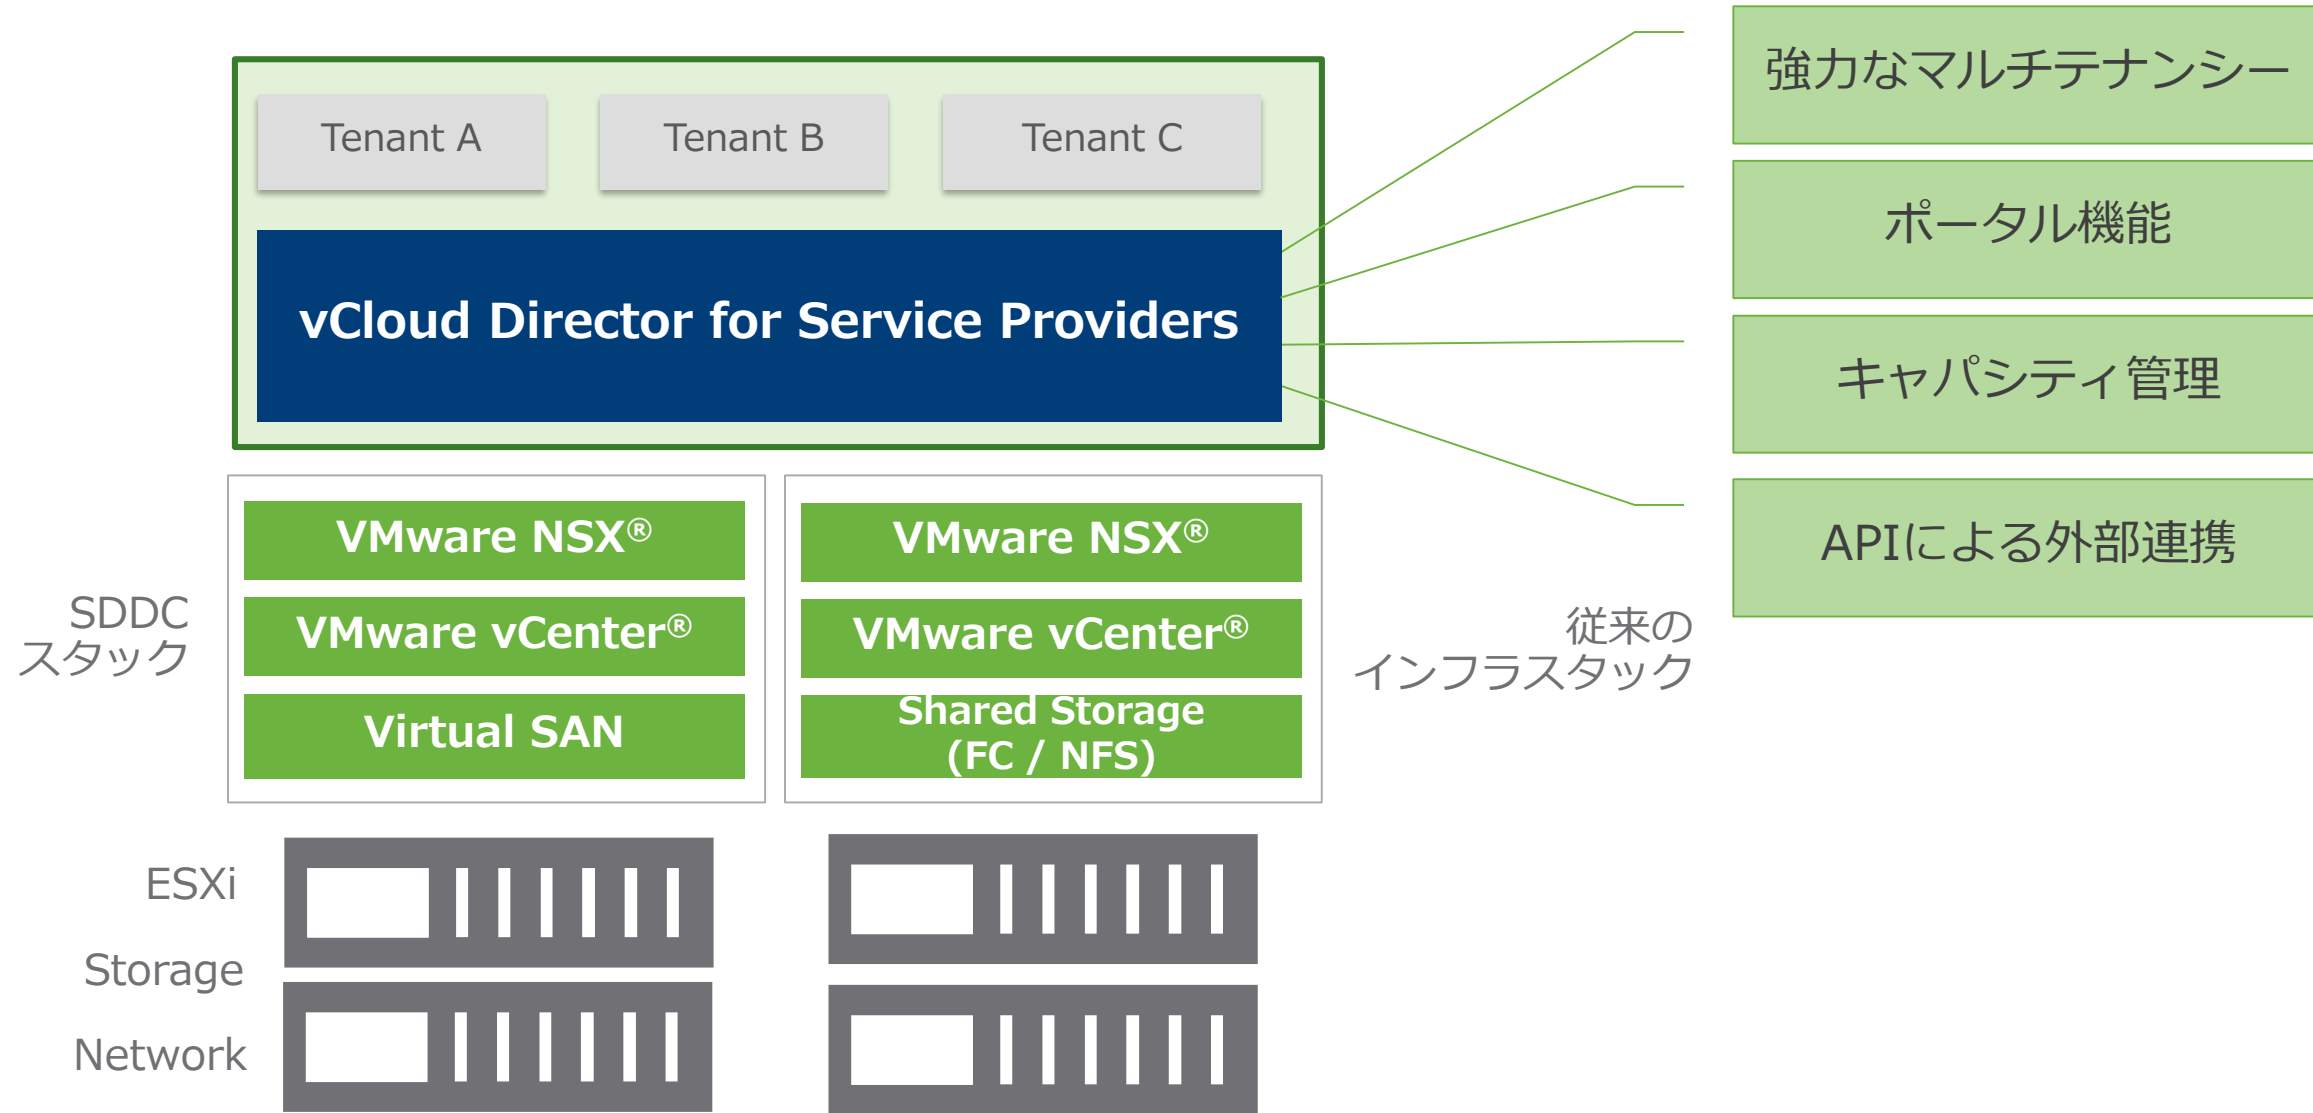 Tenant A
Tenant B
Tenant C
vCloud Director for Service Providers
強力なマルチテナンシー
ポータル機能
キャパシティ管理
APIによる外部連携
SDDC
スタック
VMware NSX®
VMware vCenter®
Virtual SAN
VMware NSX®
VMware vCenter®
Shared Storage
(FC / NFS)
従来の
インフラスタック
ESXi
Storage
Network